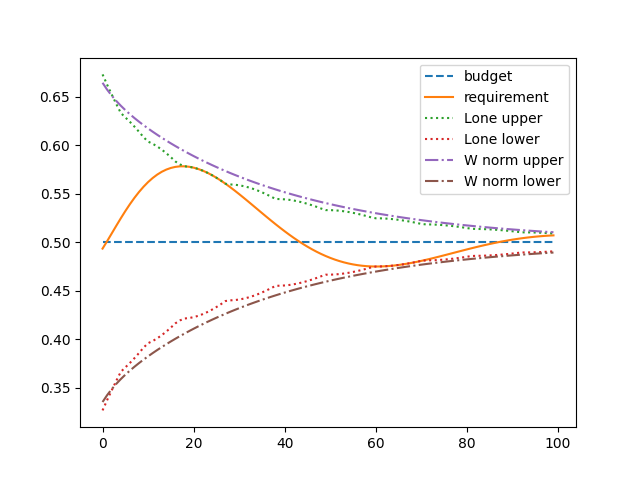 budget
requirement
Lone upper
Lone lower
W norm upper
W norm lower
0.65
0.60
0.55
0.50
0.45
0.40
0.35
0 20 40 60 80 100